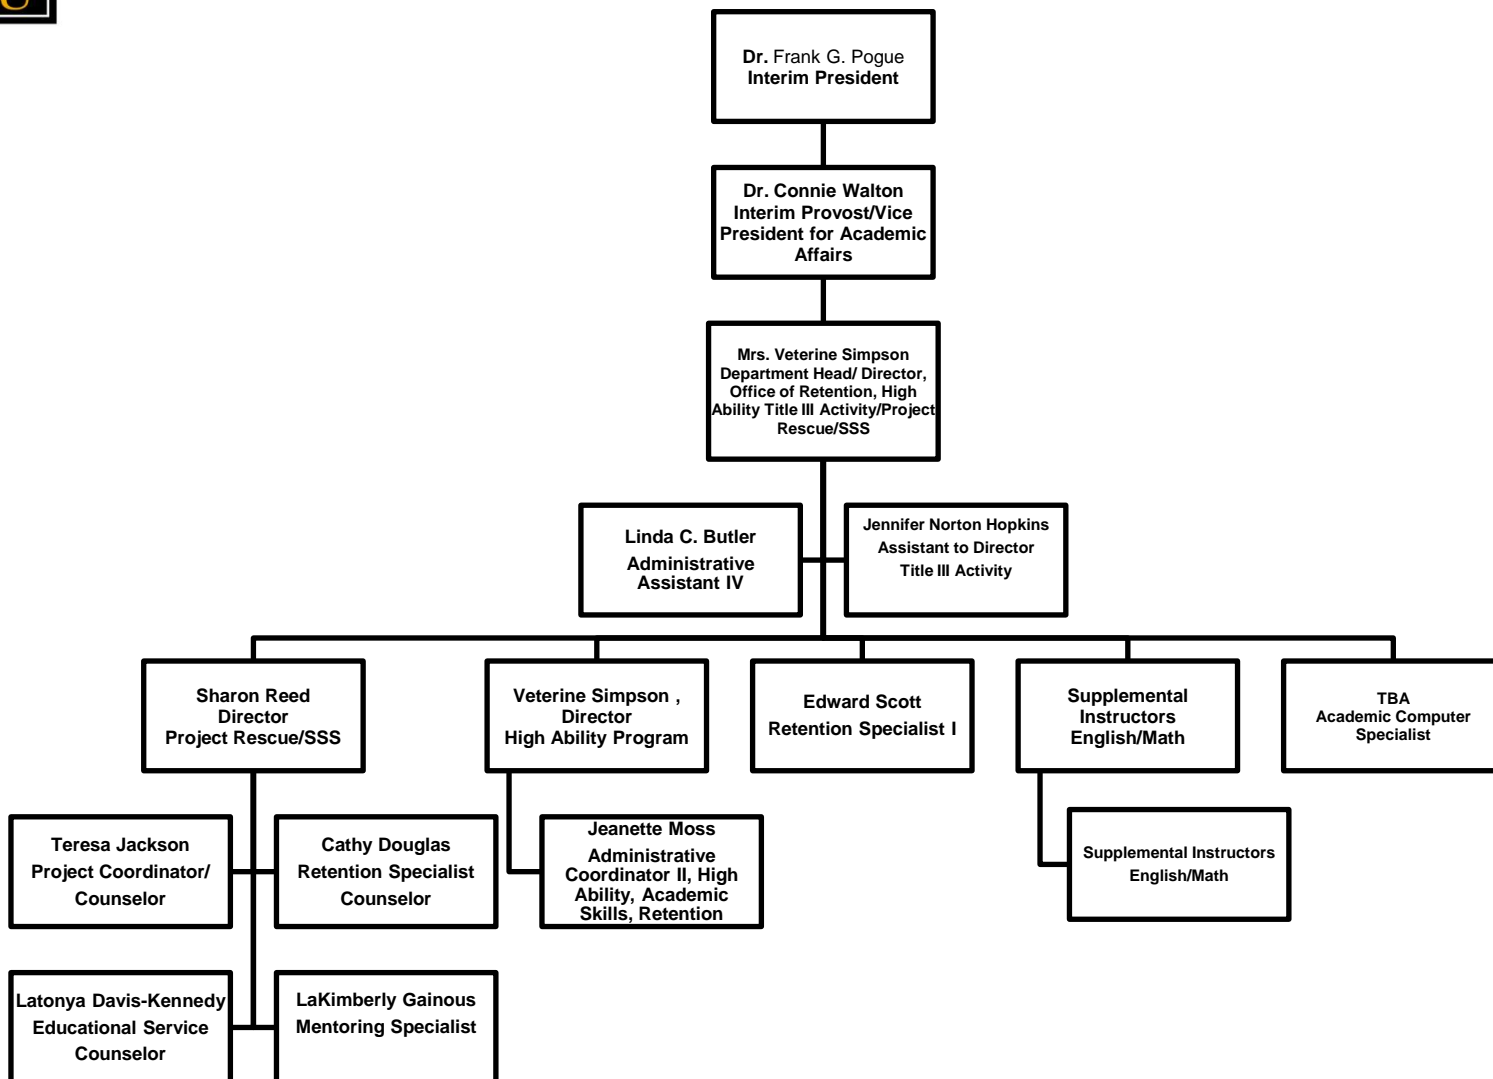 U
Dr. Frank G. Pogue
Interim President
Dr. Connie Walton
Interim Provost/Vice
President for Academic
Affairs
Mrs. Veterine Simpson
Department Head/ Director,
Office of Retention, High
Ability Title III Activity/Project
Rescue/SSS
Linda C. Butler
Administrative
Assistant IV
Jennifer Norton Hopkins
Assistant to Director
Title III Activity
Sharon Reed
Director
Project Rescue/SSS
Veterine Simpson ,
Director
High Ability Program
Edward Scott
Retention Specialist I
Supplemental
Instructors
English/Math
TBA
Academic Computer
Specialist
Teresa Jackson
Project Coordinator/
Counselor
Cathy Douglas
Retention Specialist
Counselor
Jeanette Moss
Administrative
Coordinator II, High
Ability, Academic
Skills, Retention
Supplemental Instructors
English/Math
Latonya Davis-Kennedy
Educational Service
Counselor
LaKimberly Gainous
Mentoring Specialist